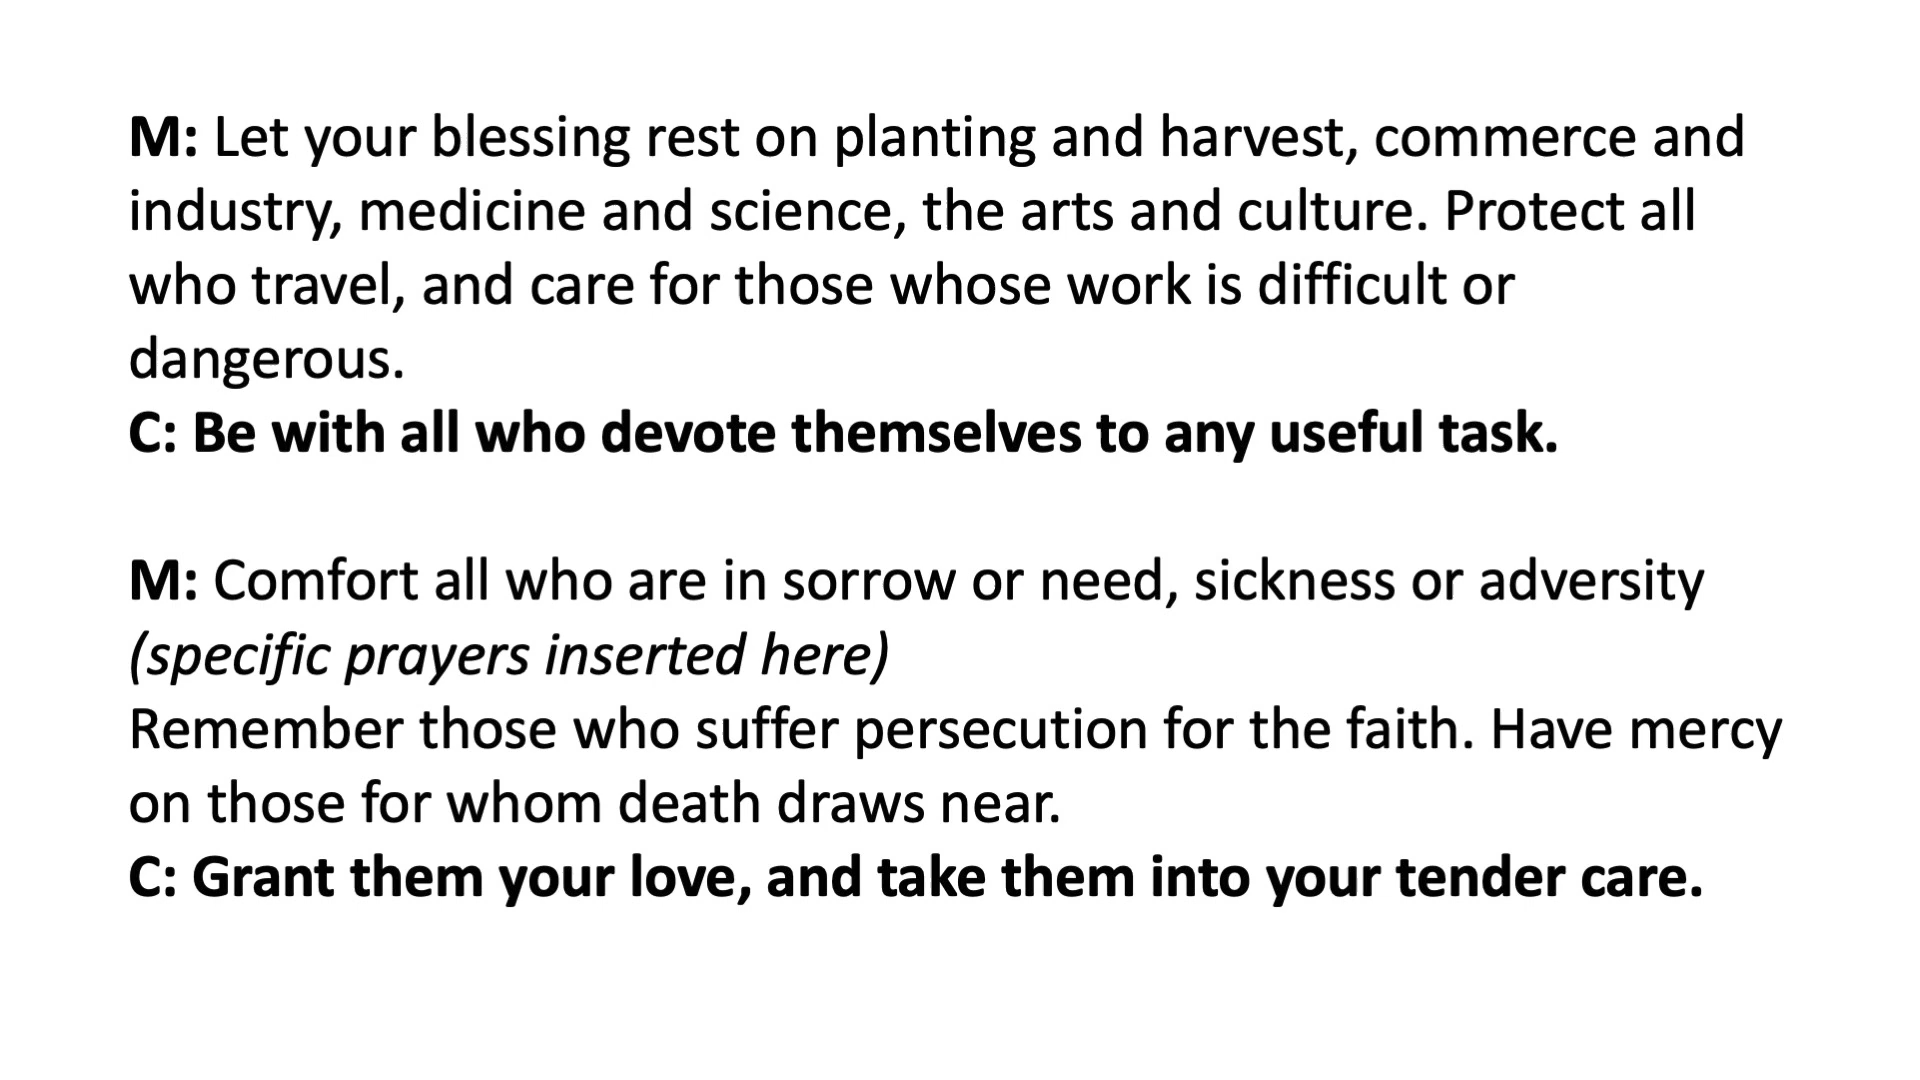 M: Let your blessing rest on planting and harvest, commerce and
industry, medicine and science, the arts and culture. Protect all
who travel, and care for those whose work is difficult or
dangerous.
C: Be with all who devote themselves to any useful task.
M: Comfort all who are in sorrow or need, sickness or adversity
(specific prayers inserted here)
Remember those who suffer persecution for the faith. Have mercy
on those for whom death draws near.
C: Grant them your love, and take them into your tender care.